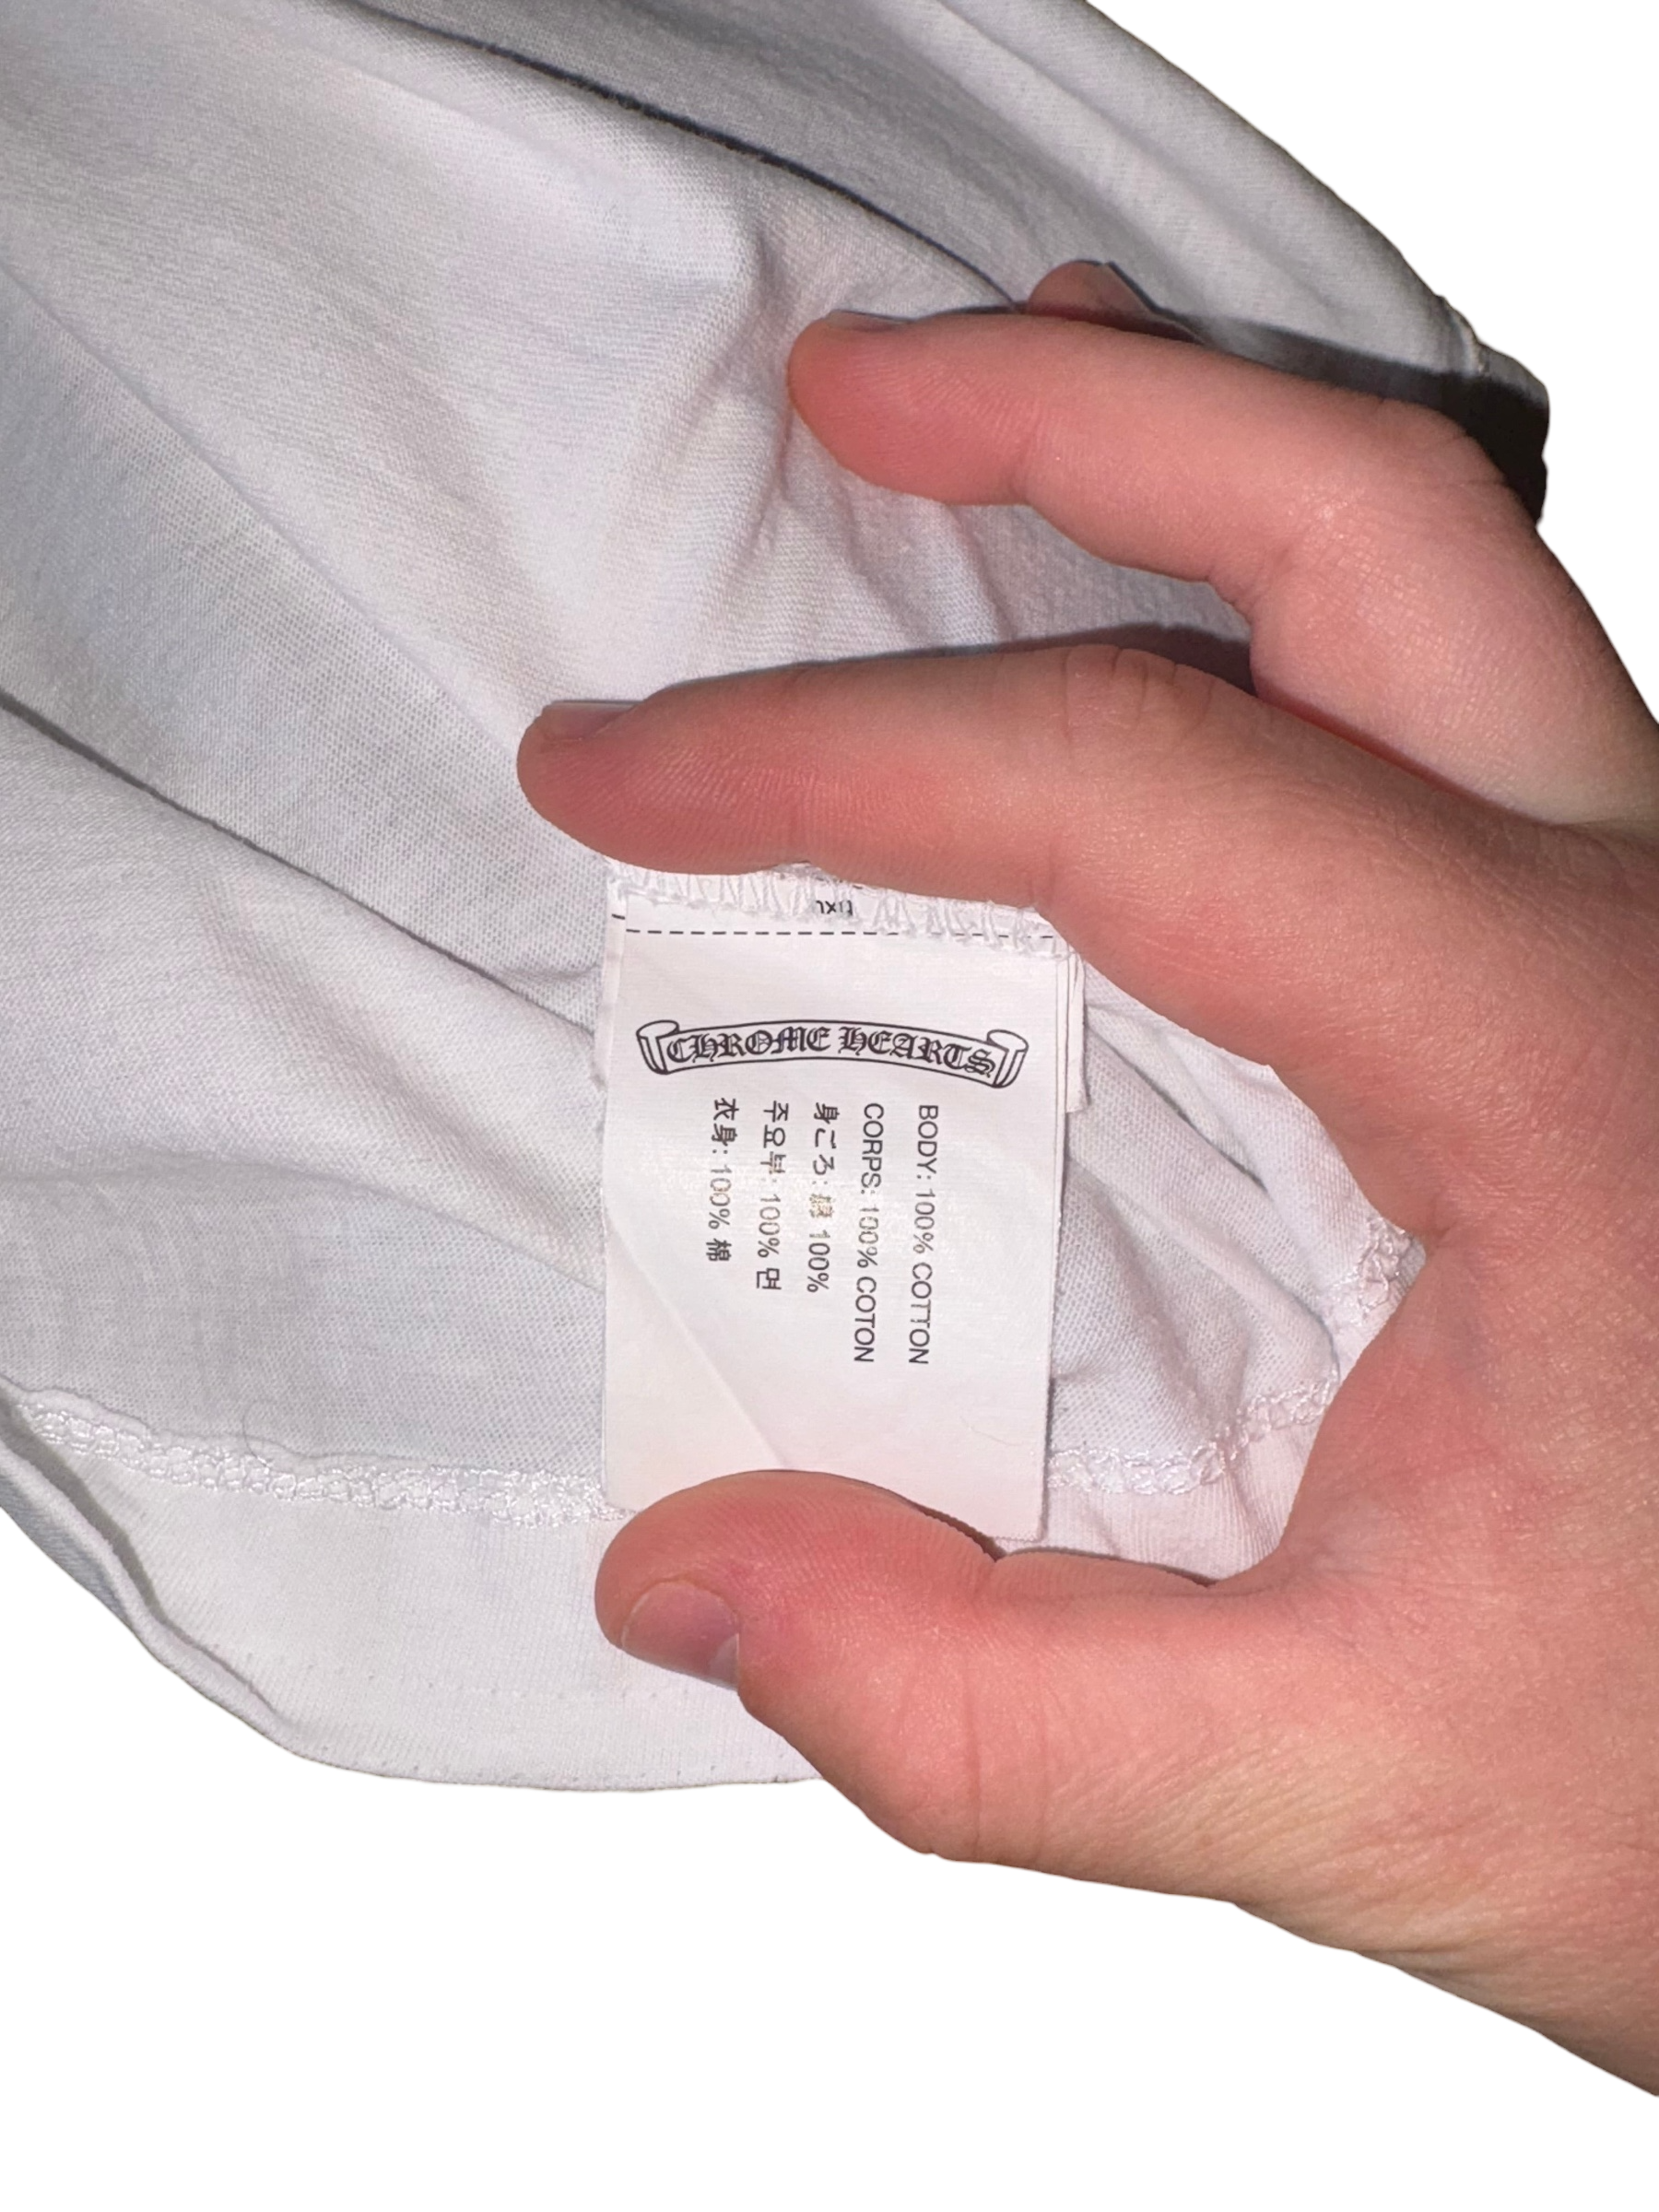 CHROME HEARTS
BODY: 100% COTTON
CORPS: 100% COTON
身ごろ: 綿 100%
주요부: 100% 면
衣身: 100% 棉